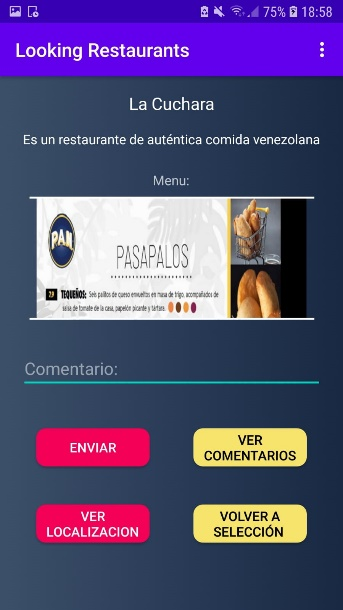 75% 18:58
Looking Restaurants
La Cuchara
Es un restaurante de auténtica comida venezolana
Menu:
PAN
PASAPALOS
TEQUEÑOS: Seis palitos de queso envueltos en masa de trigo, acompañados de
salsa de tomate de la casa, papelón picante y tártara.
Comentario:
ENVIAR
VER
COMENTARIOS
VER
LOCALIZACION
VOLVER A
SELECCIÓN